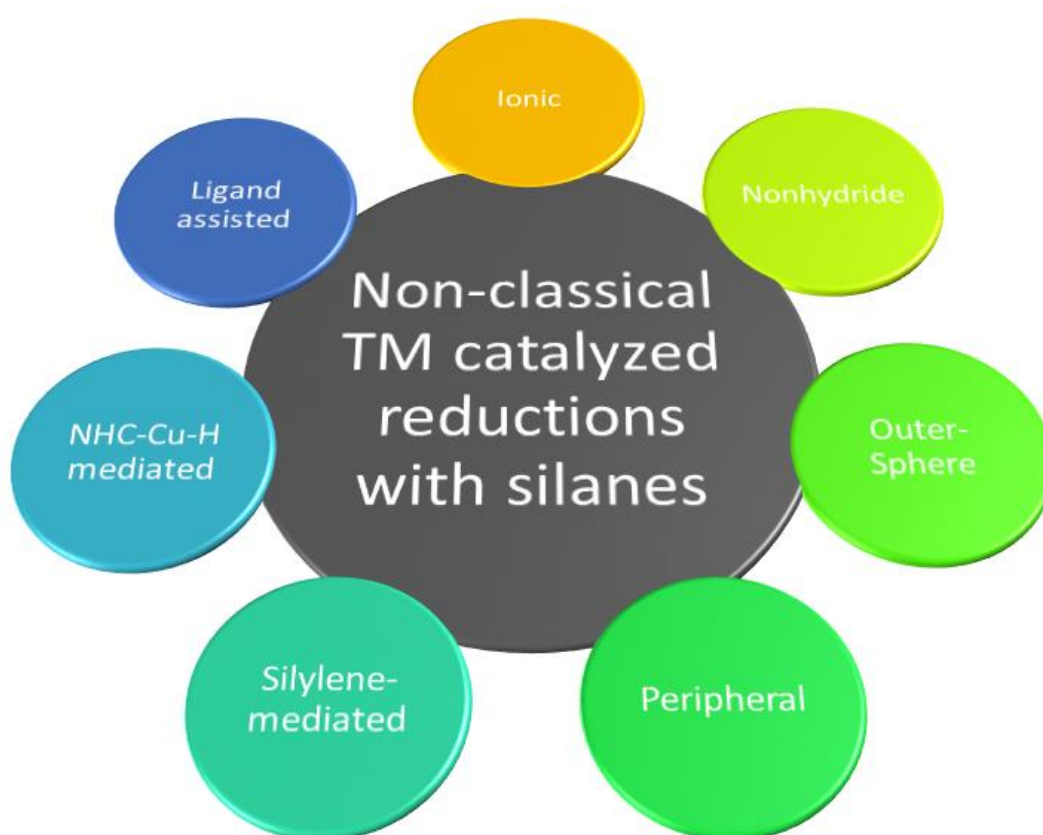 Ionic
Nonhydride
Outer-
Sphere
Peripheral
Silylene-
mediated
NHC-Cu-H
mediated
Ligand
assisted
Non-classical
TM catalyzed
reductions
with silanes